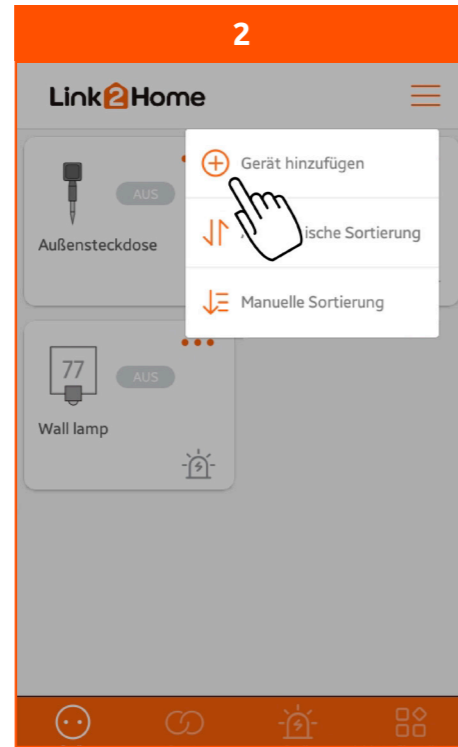 2
Link2Home
Gerät hinzufügen
AUS
Außensteckdose
ische Sortierung
Manuelle Sortierung
77
AUS
Wall lamp